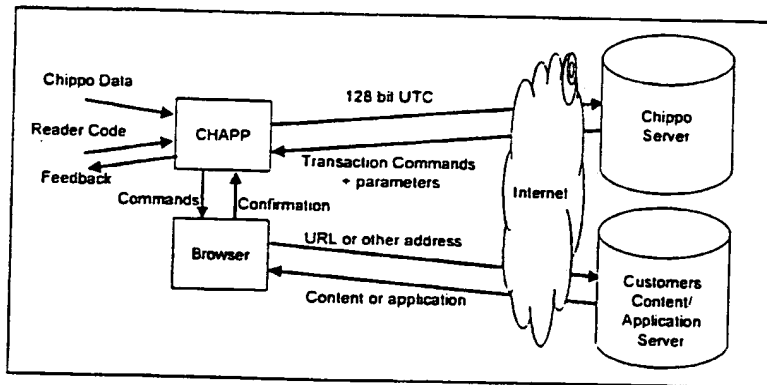 Chippo Data
Reader Code
Feedback
CHAPP
128 bit UTC
Transaction Commands
+ parameters
Commands
Confirmation
Browser
URL or other address
Content or application
Internet
Chippo
Server
Customers
Content/
Application
Server